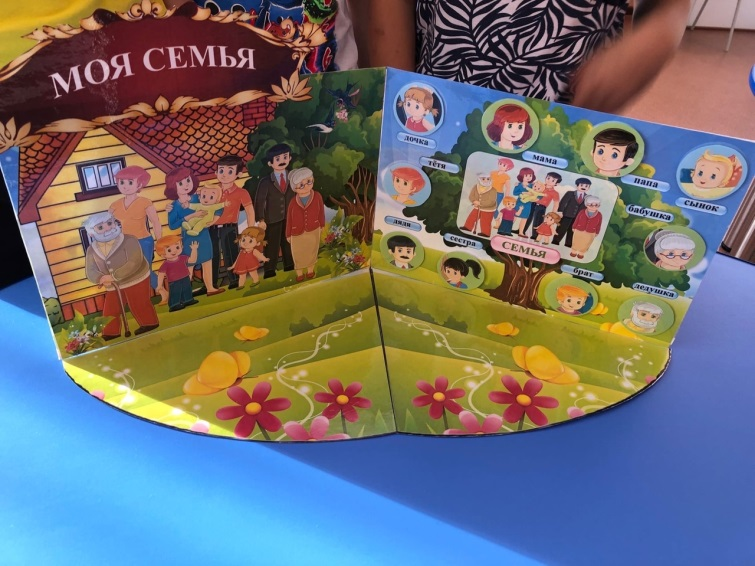 МОЯ СЕМЬЯ
дочка
мама
папа
сынок
тётя
бабушка
дядя
сестра
СЕМЬЯ
брат
дедушка